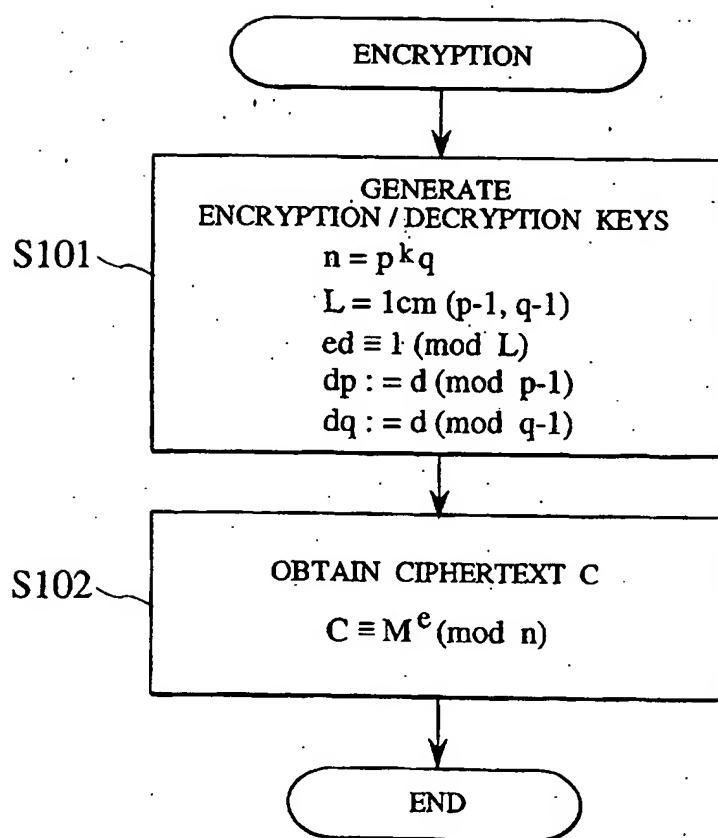 ENCRYPTION
S101
GENERATE
ENCRYPTION / DECRYPTION KEYS
n = p^k q
L = 1cm (p-1, q-1)
ed ≡ 1 (mod L)
dp : = d (mod p-1)
dq : = d (mod q-1)
S102
OBTAIN CIPHERTEXT C
C ≡ M^e (mod n)
END